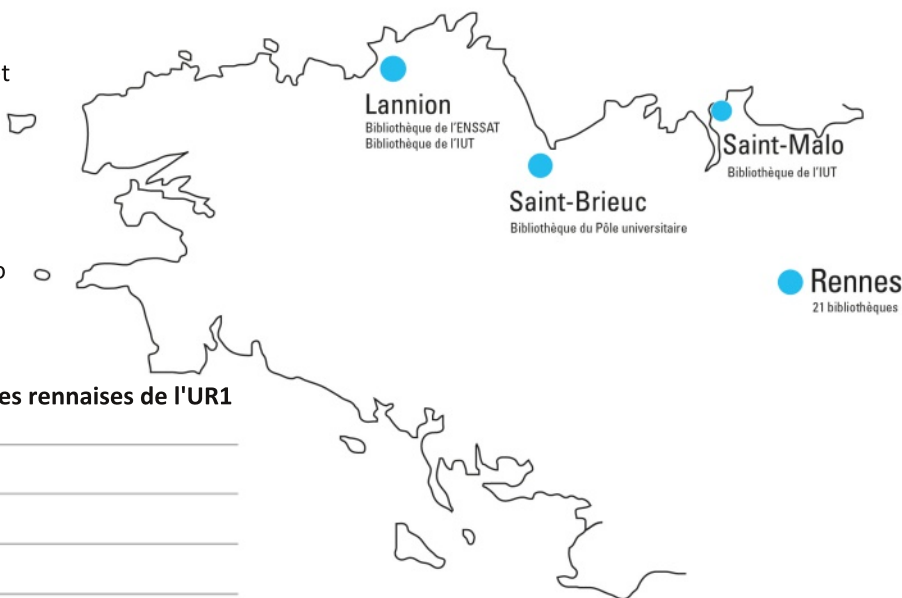 t
Lannion
Bibliothèque de l'ENSSAT
Bibliothèque de l'IUT
Saint-Malo
Bibliothèque de l'IUT
Saint-Brieuc
Bibliothèque du Pôle universitaire
Rennes
21 bibliothèques
es rennaises de l'UR1